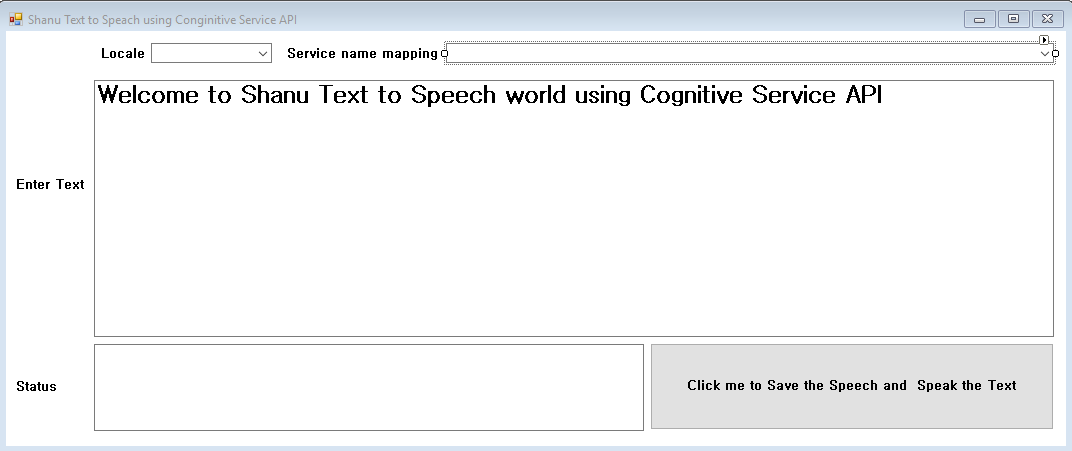 Shanu Text to Speach using Conginitive Service API
Locale Service name mapping
Welcome to Shanu Text to Speech world using Cognitive Service API
Enter Text
Status
Click me to Save the Speech and  Speak the Text